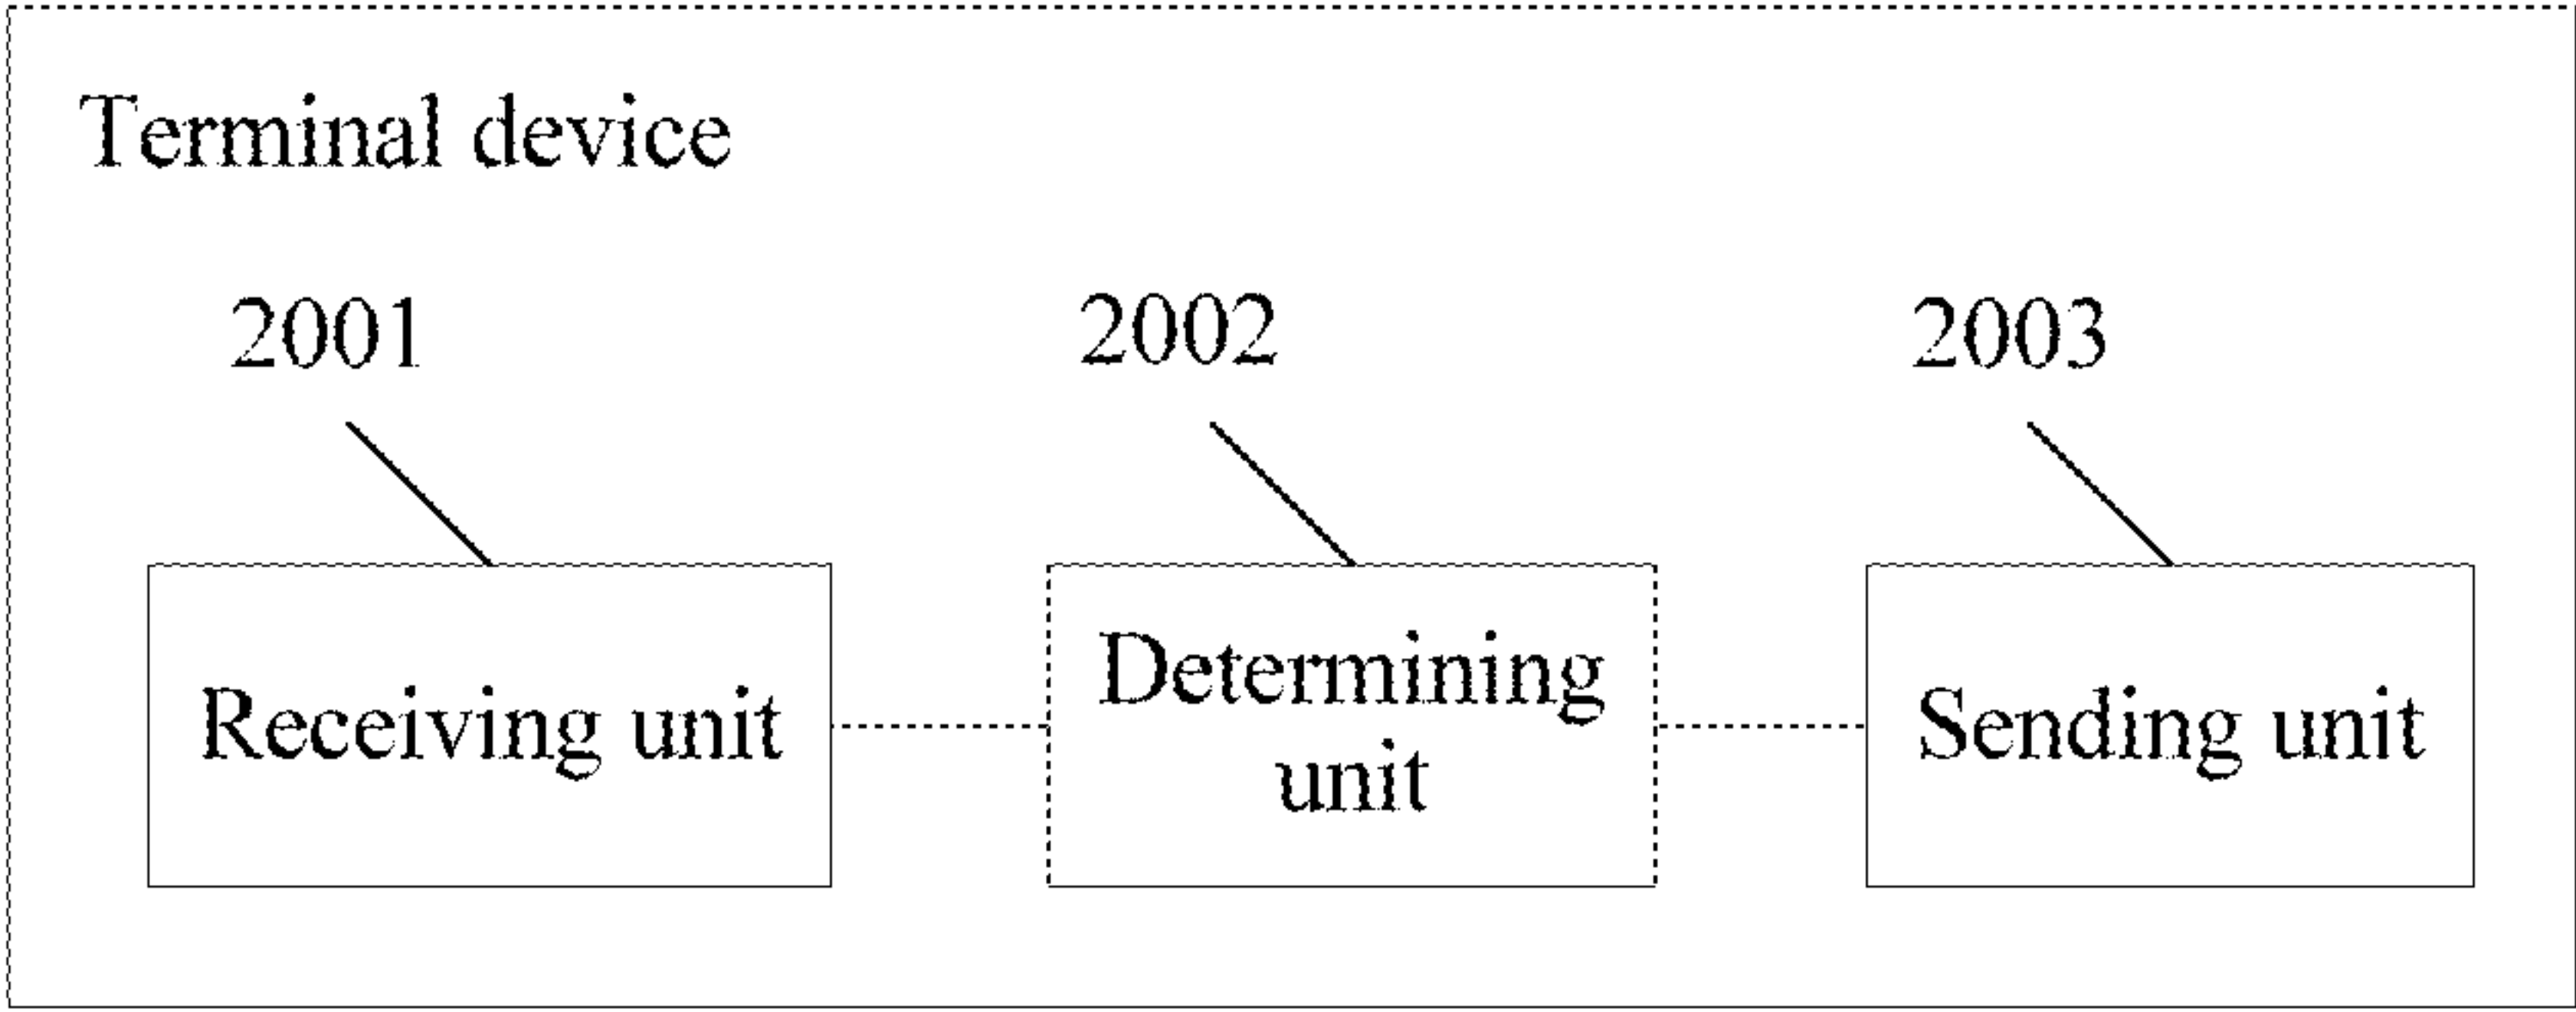 Terminal device
2001
2002
2003
Receiving unit
Determining
unit
Sending unit